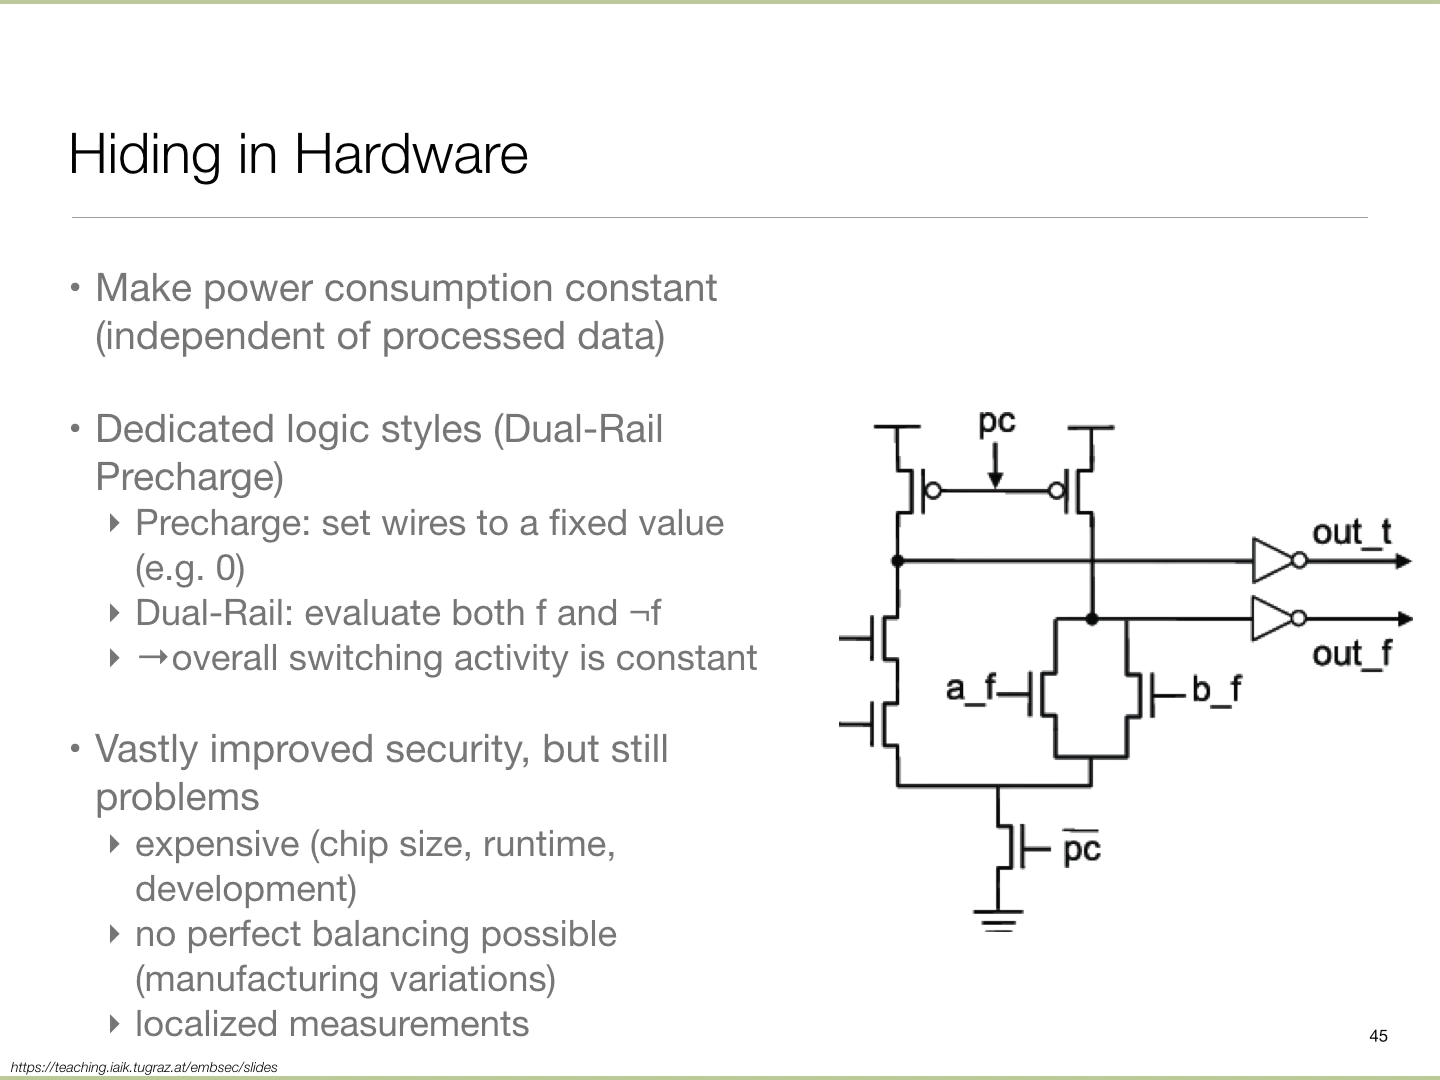 Hiding in Hardware
• Make power consumption constant
(independent of processed data)
• Dedicated logic styles (Dual-Rail
Precharge)
‣ Precharge: set wires to a fixed value
(e.g. 0)
‣ Dual-Rail: evaluate both f and ¬f
‣ →overall switching activity is constant
• Vastly improved security, but still
problems
‣ expensive (chip size, runtime,
development)
‣ no perfect balancing possible
(manufacturing variations)
‣ localized measurements
pc
out_t
out_f
a_f
b_f
p̅c̅
45
https://teaching.iaik.tugraz.at/embsec/slides